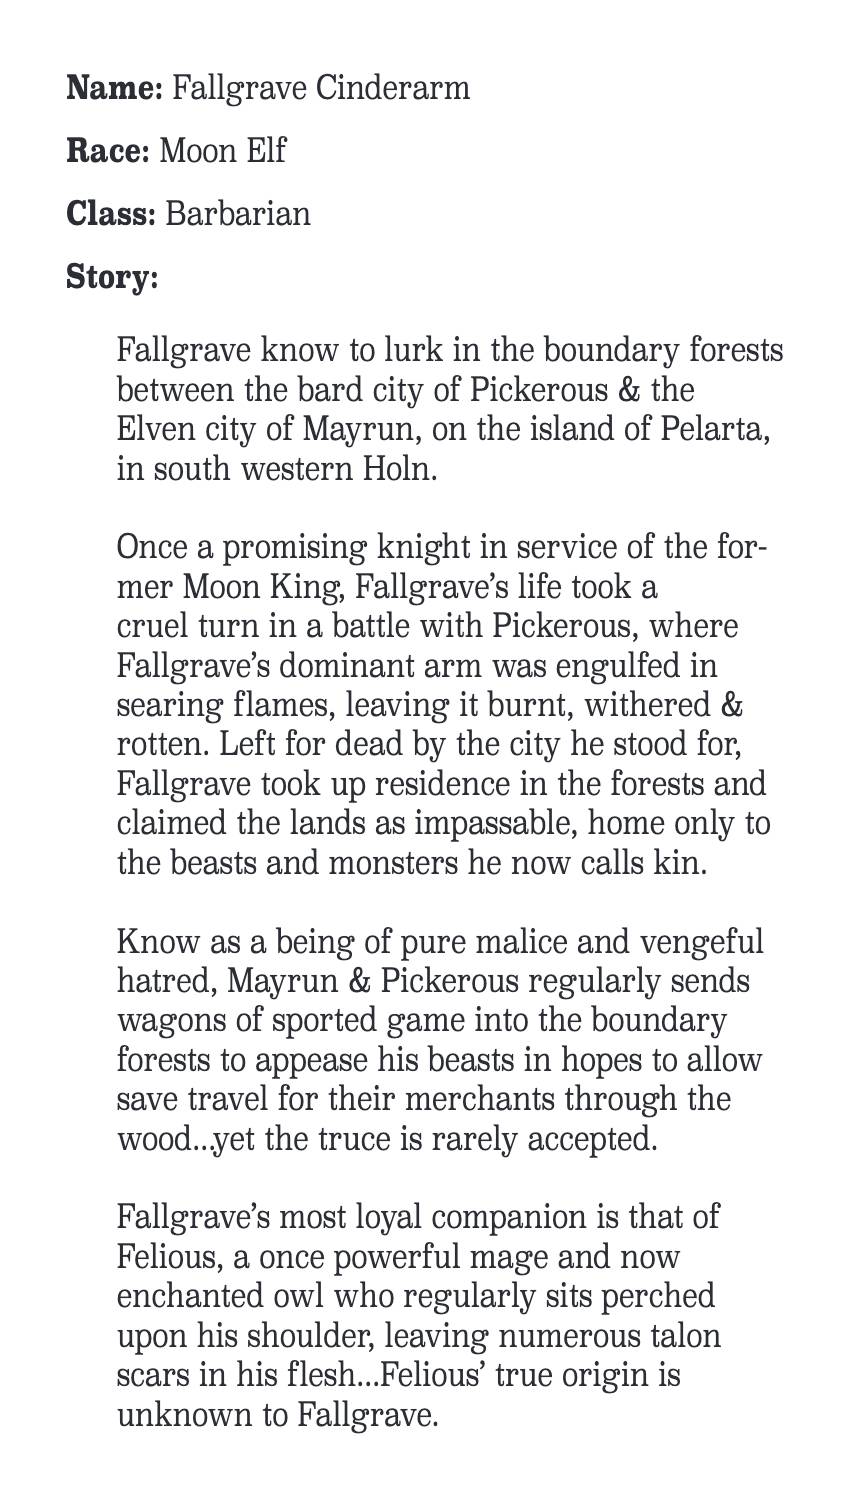 Name: Fallgrave Cinderarm
Race: Moon Elf
Class: Barbarian
Story:
Fallgrave know to lurk in the boundary forests
between the bard city of Pickerous & the
Elven city of Mayrun, on the island of Pelarta,
in south western Holn.
Once a promising knight in service of the for-
mer Moon King, Fallgrave’s life took a
cruel turn in a battle with Pickerous, where
Fallgrave’s dominant arm was engulfed in
searing flames, leaving it burnt, withered &
rotten. Left for dead by the city he stood for,
Fallgrave took up residence in the forests and
claimed the lands as impassable, home only to
the beasts and monsters he now calls kin.
Know as a being of pure malice and vengeful
hatred, Mayrun & Pickerous regularly sends
wagons of sported game into the boundary
forests to appease his beasts in hopes to allow
save travel for their merchants through the
wood...yet the truce is rarely accepted.
Fallgrave’s most loyal companion is that of
Felious, a once powerful mage and now
enchanted owl who regularly sits perched
upon his shoulder, leaving numerous talon
scars in his flesh...Felious’ true origin is
unknown to Fallgrave.